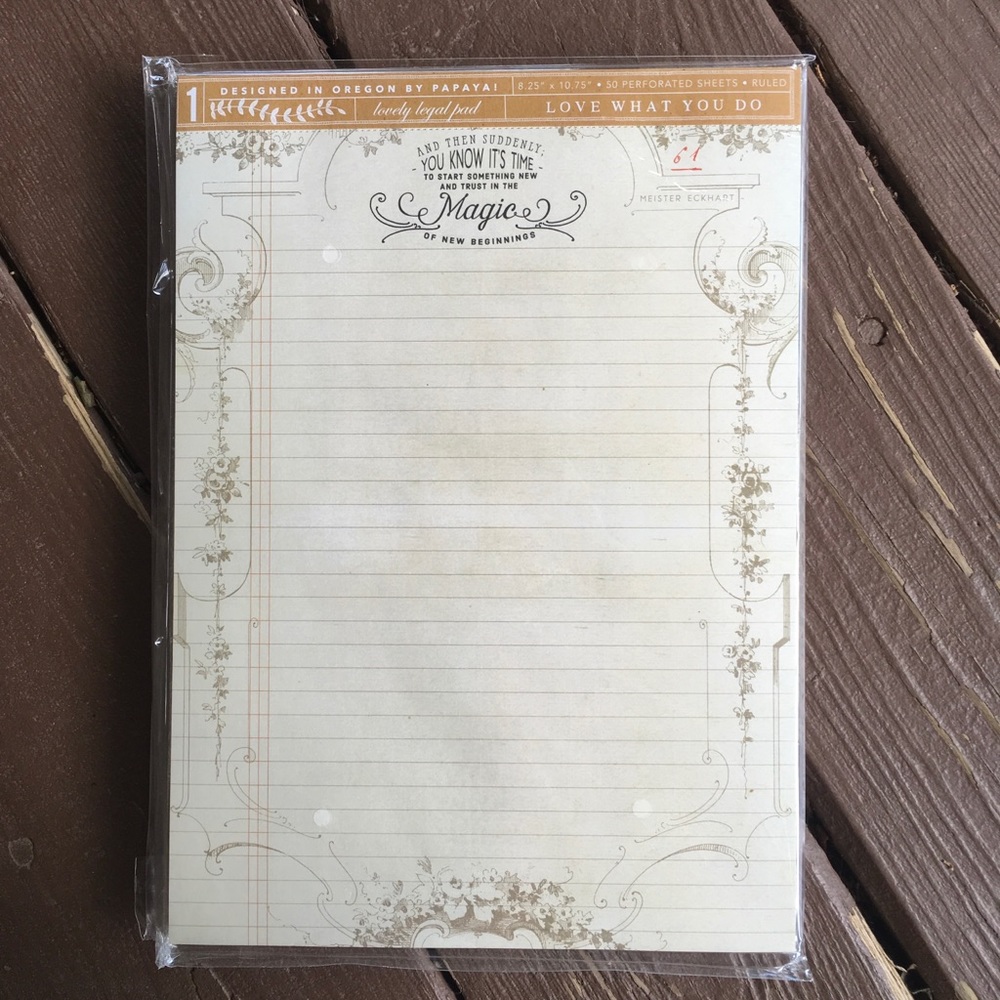 1
DESIGNED IN OREGON BY PAPAYA!
8.25" x 10.75" • 50 PERFORATED SHEETS • RULED
lovely legal pad
LOVE WHAT YOU DO
AND THEN SUDDENLY;
YOU KNOW IT'S TIME
TO START SOMETHING NEW
AND TRUST IN THE
Magic
OF NEW BEGINNINGS
61
MEISTER ECKHART